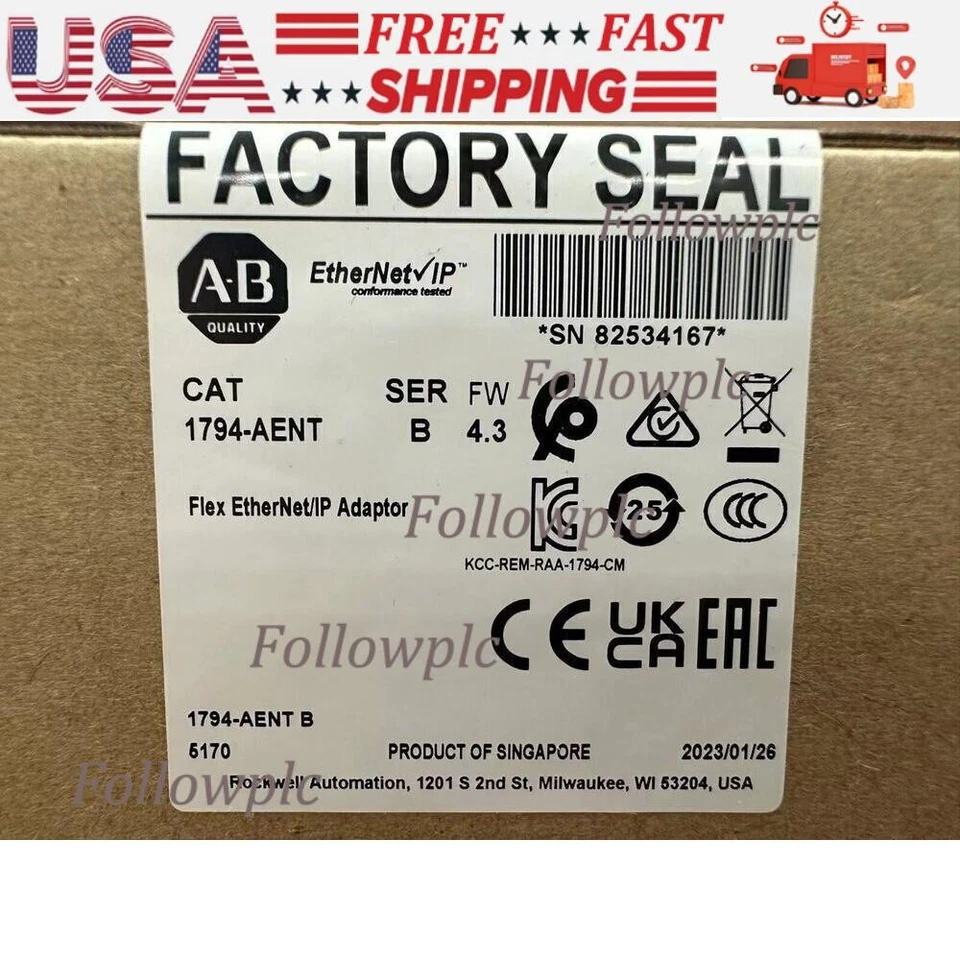 USA FREE FAST
SHIPPING
FACTORY SEAL
Followplc
A-B
QUALITY
EtherNet/IP™
conformance tested
*SN 82534167*
Followplc
CAT SER FW
1794-AENT B 4.3
Flex EtherNet/IP Adaptor
Followplc
25
KCC-REM-RAA-1794-CM
CE UK CA EAC
Followplc
1794-AENT B
5170 PRODUCT OF SINGAPORE 2023/01/26
Followplc
Rockwell Automation, 1201 S 2nd St, Milwaukee, WI 53204, USA